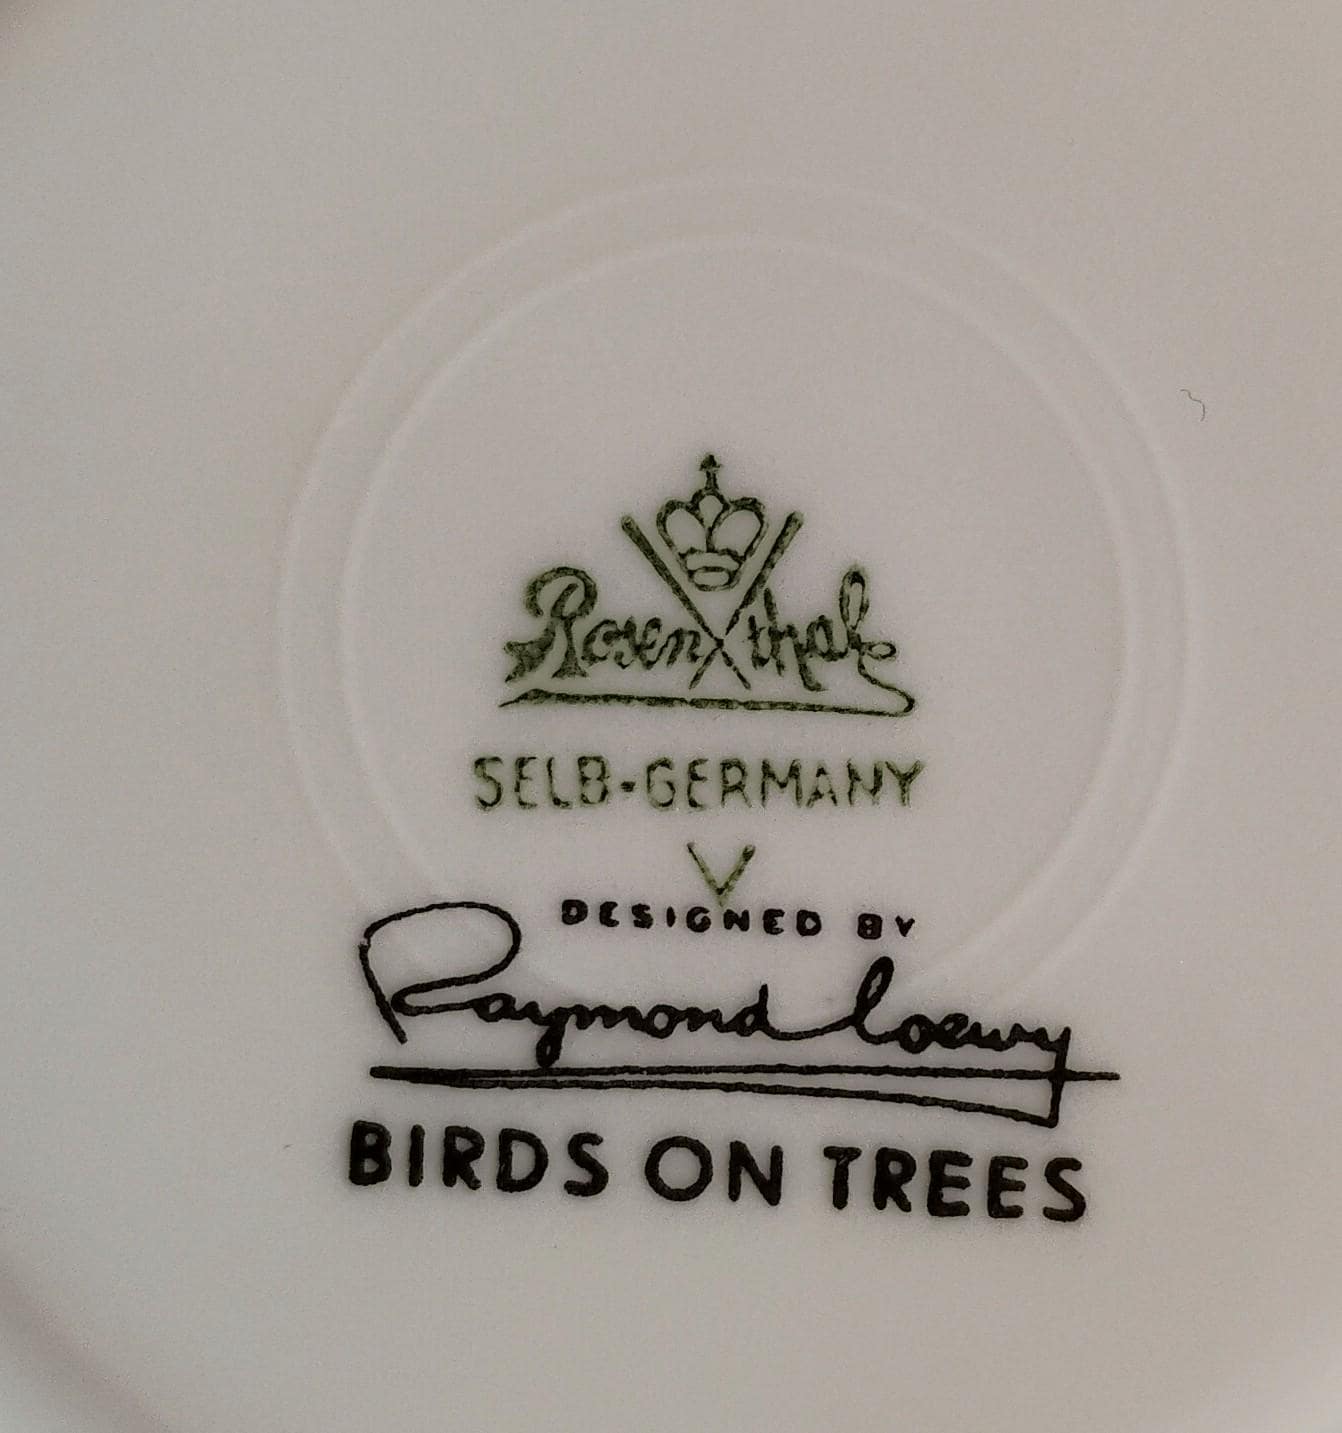 Rosenthal
SELB-GERMANY
V
DESIGNED BY
Raymond Loewy
BIRDS ON TREES